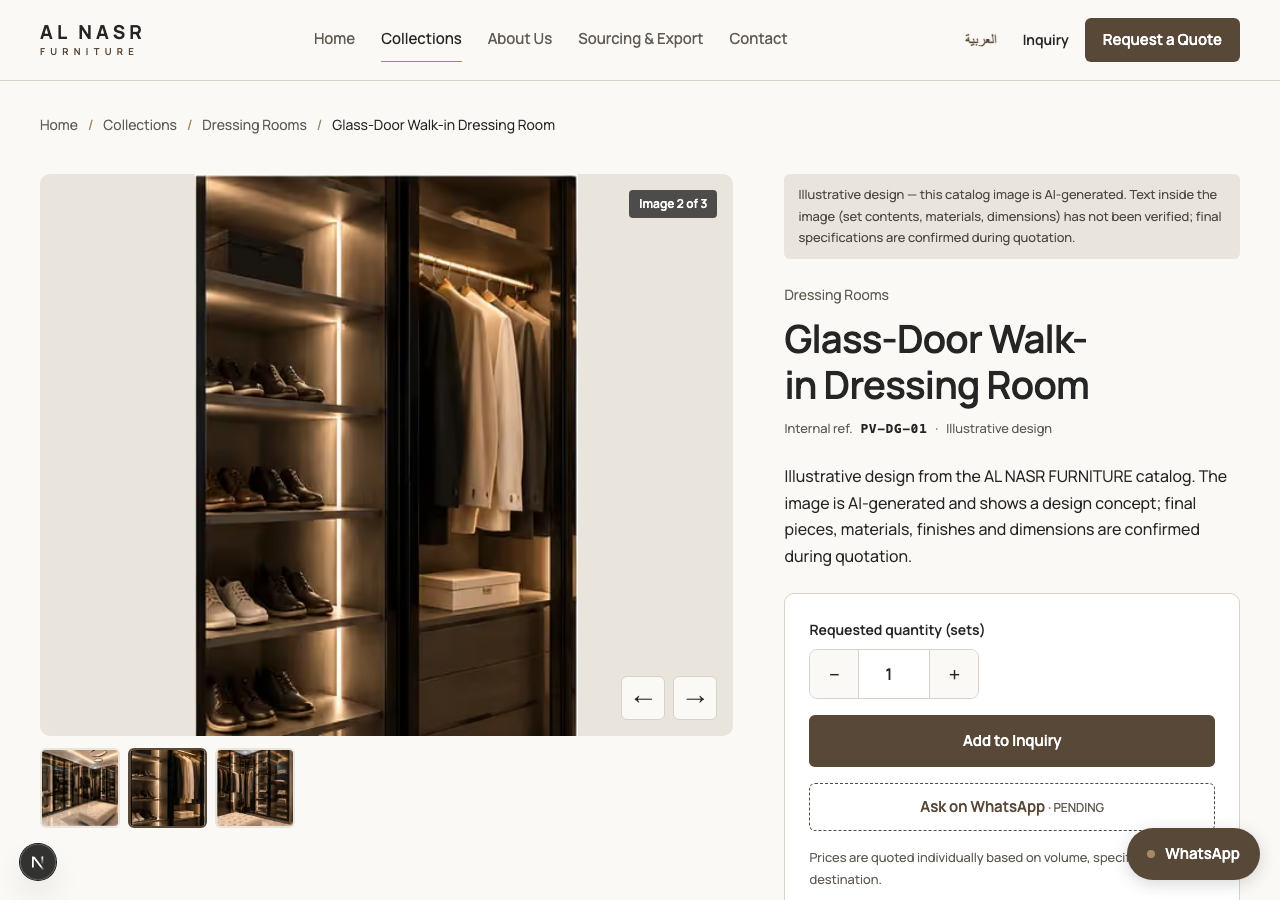 AL NASR
FURNITURE
Home
Collections
About Us
Sourcing & Export
Contact
العربية
Inquiry
Request a Quote
Home / Collections / Dressing Rooms / Glass-Door Walk-in Dressing Room
Image 2 of 3
←
→
Illustrative design — this catalog image is AI-generated. Text inside the
image (set contents, materials, dimensions) has not been verified; final
specifications are confirmed during quotation.
Dressing Rooms
Glass-Door Walk-
in Dressing Room
Internal ref. PV-DG-01 · Illustrative design
Illustrative design from the AL NASR FURNITURE catalog. The
image is AI-generated and shows a design concept; final
pieces, materials, finishes and dimensions are confirmed
during quotation.
Requested quantity (sets)
− 1 +
Add to Inquiry
Ask on WhatsApp · PENDING
Prices are quoted individually based on volume,
destination.
WhatsApp
N